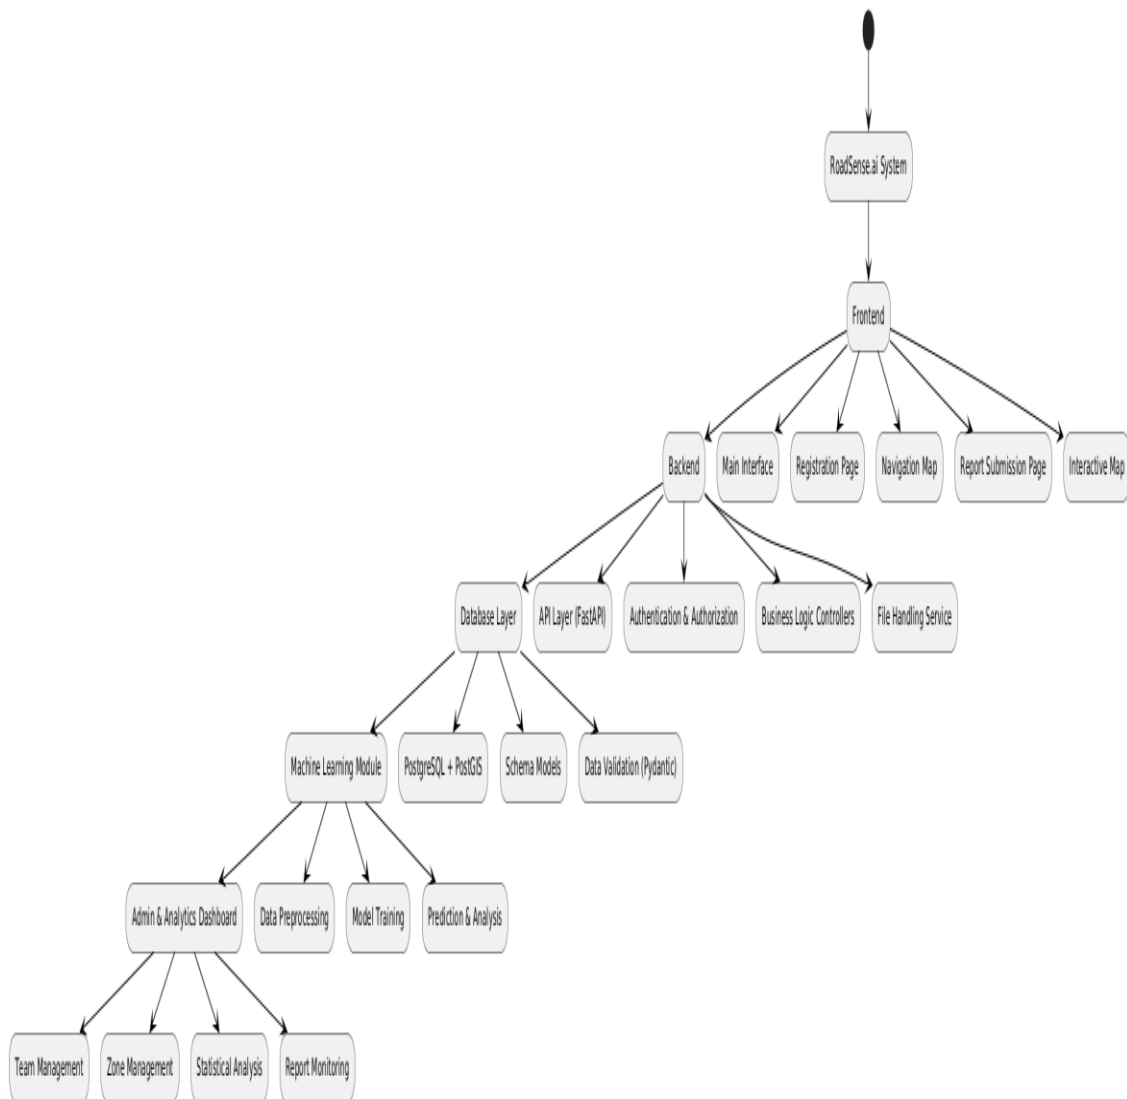 RoadSense.ai System
Frontend
Backend
Main Interface
Registration Page
Navigation Map
Report Submission Page
Interactive Map
Database Layer
API Layer (FastAPI)
Authentication & Authorization
Business Logic Controllers
File Handling Service
Machine Learning Module
PostgreSQL + PostGIS
Schema Models
Data Validation (Pydantic)
Admin & Analytics Dashboard
Data Preprocessing
Model Training
Prediction & Analysis
Team Management
Zone Management
Statistical Analysis
Report Monitoring